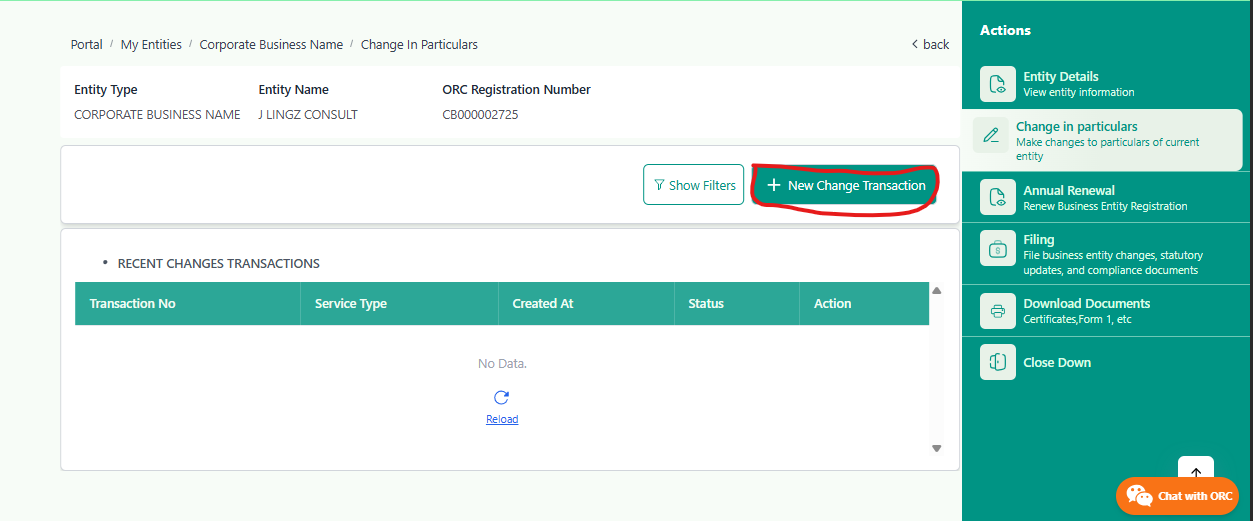 Portal / My Entities / Corporate Business Name / Change In Particulars
back
Entity Type
Entity Name
ORC Registration Number
CORPORATE BUSINESS NAME
J LINGZ CONSULT
CB000002725
Show Filters
New Change Transaction
• RECENT CHANGES TRANSACTIONS
Transaction No
Service Type
Created At
Status
Action
No Data.
Reload
Actions
Entity Details
View entity information
Change in particulars
Make changes to particulars of current
entity
Annual Renewal
Renew Business Entity Registration
Filing
File business entity changes, statutory
updates, and compliance documents
Download Documents
Certificates,Form 1, etc
Close Down
Chat with ORC